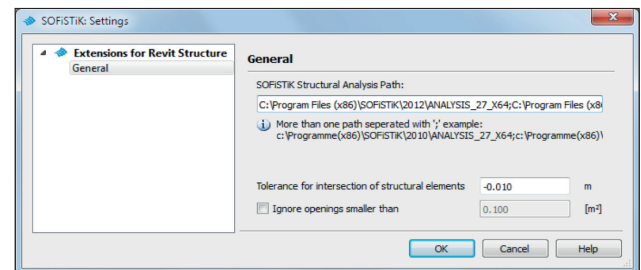 SOFiSTiK: Settings
Extensions for Revit Structure
General
General
SOFiSTiK Structural Analysis Path:
C:\Program Files (x86)\SOFiSTiK\2012\ANALYSIS_27_X64;C:\Program Files (x8
More than one path seperated with ';' example:
c:\Programme(x86)\SOFiSTiK\2010\ANALYSIS_27_X64;c:\Programme(x86)\
Tolerance for intersection of structural elements -0.010 m
Ignore openings smaller than 0.100 [m²]
OK Cancel Help